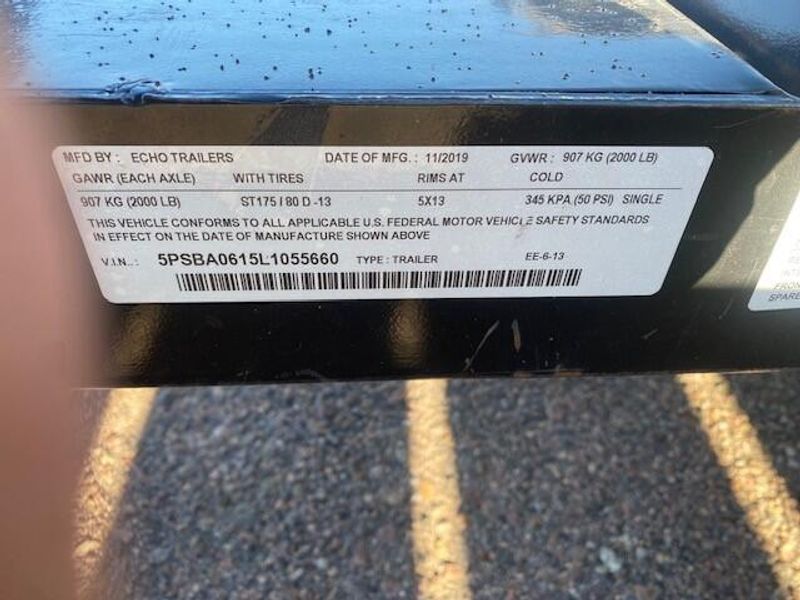 MFD BY : ECHO TRAILERS DATE OF MFG. : 11/2019 GVWR : 907 KG (2000 LB)
GAWR (EACH AXLE) WITH TIRES RIMS AT COLD
907 KG (2000 LB) ST175 / 80 D -13 5X13 345 KPA (50 PSI) SINGLE
THIS VEHICLE CONFORMS TO ALL APPLICABLE U.S. FEDERAL MOTOR VEHICLE SAFETY STANDARDS
IN EFFECT ON THE DATE OF MANUFACTURE SHOWN ABOVE
V.I.N.. : 5PSBA0615L1055660 TYPE : TRAILER EE-6-13
SPARE